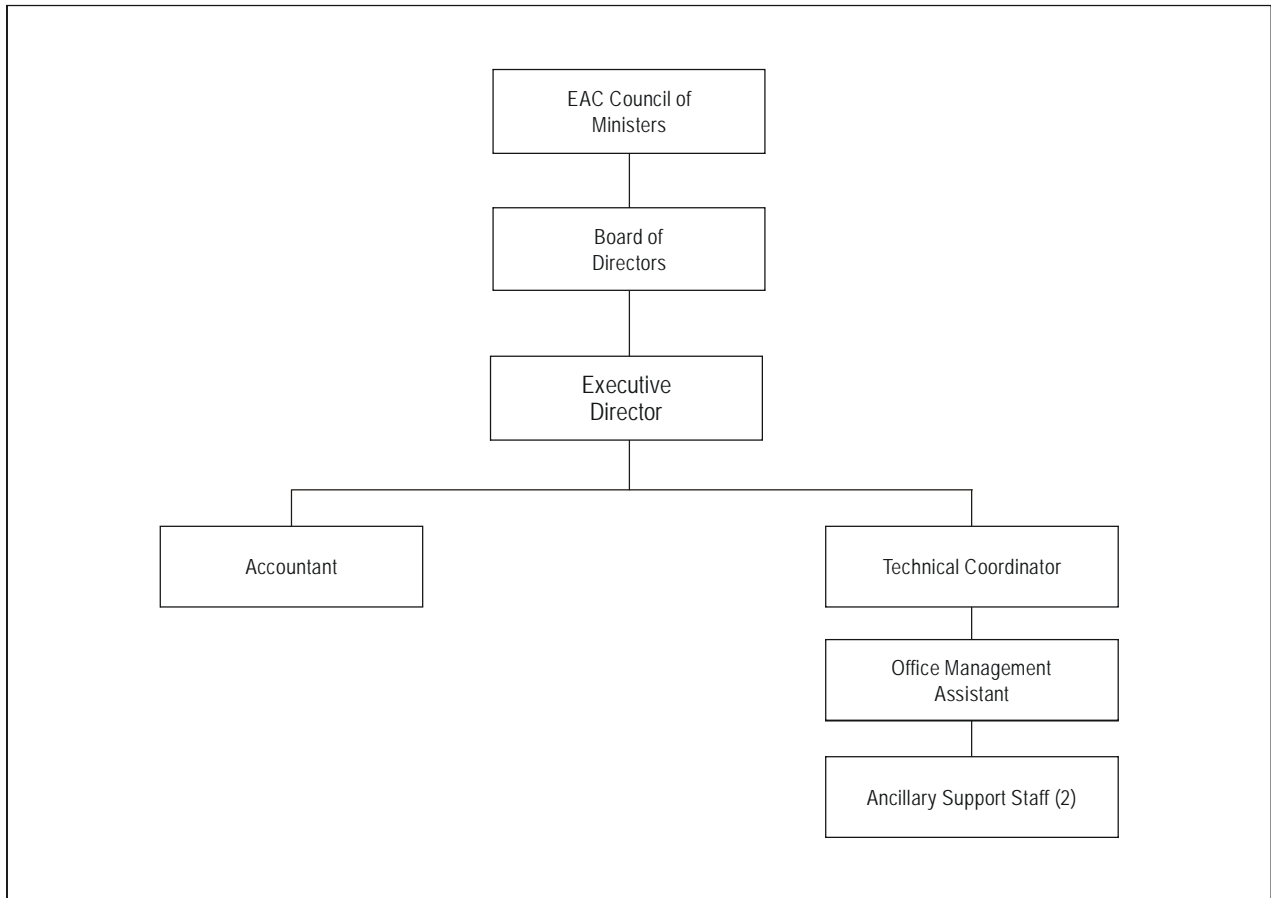 EAC Council of
Ministers
Board of
Directors
Executive
Director
Accountant
Technical Coordinator
Office Management
Assistant
Ancillary Support Staff (2)